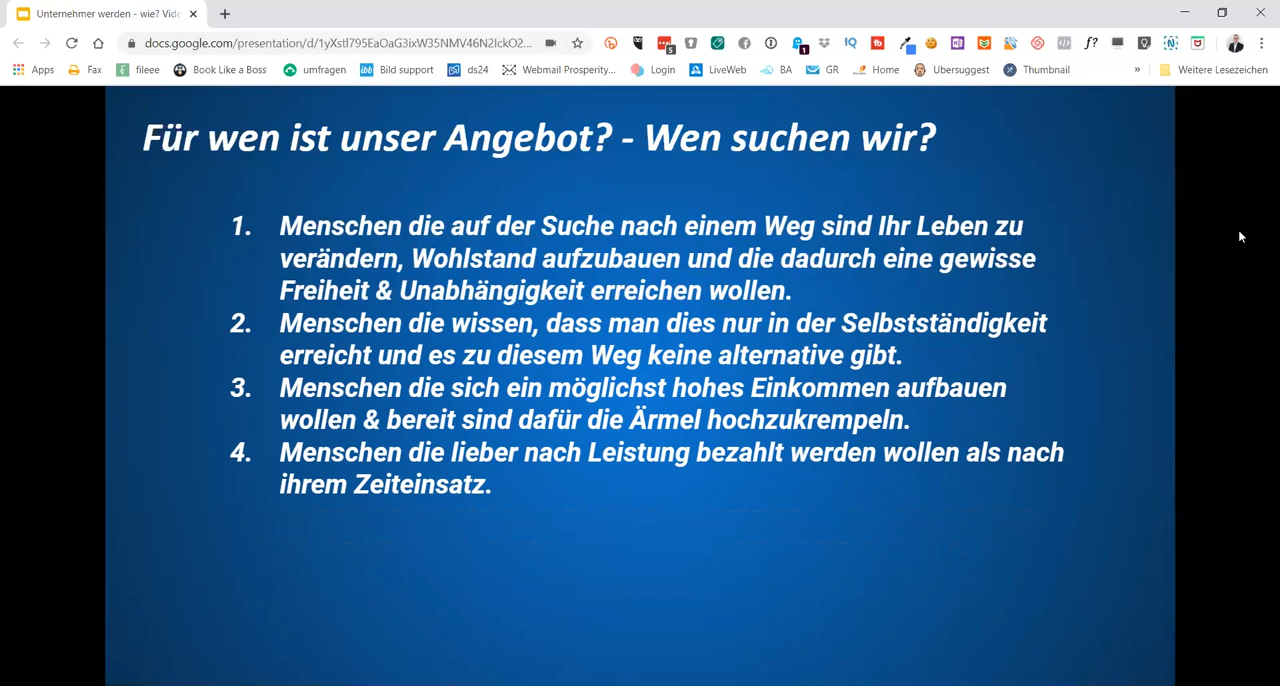 Unternehmer werden - wie? Vide
docs.google.com/presentation/d/1yXstI795EaOaG3ixW35NMV46N2IckO2...
5
1
IQ
f?
Apps
Fax
fileee
Book Like a Boss
umfragen
Bild support
ds24
Webmail Prosperity...
Login
LiveWeb
BA
GR
Home
Ubersuggest
Thumbnail
»
Weitere Lesezeichen
Für wen ist unser Angebot? - Wen suchen wir?
1. Menschen die auf der Suche nach einem Weg sind Ihr Leben zu
verändern, Wohlstand aufzubauen und die dadurch eine gewisse
Freiheit & Unabhängigkeit erreichen wollen.
2. Menschen die wissen, dass man dies nur in der Selbstständigkeit
erreicht und es zu diesem Weg keine alternative gibt.
3. Menschen die sich ein möglichst hohes Einkommen aufbauen
wollen & bereit sind dafür die Ärmel hochzukrempeln.
4. Menschen die lieber nach Leistung bezahlt werden wollen als nach
ihrem Zeiteinsatz.